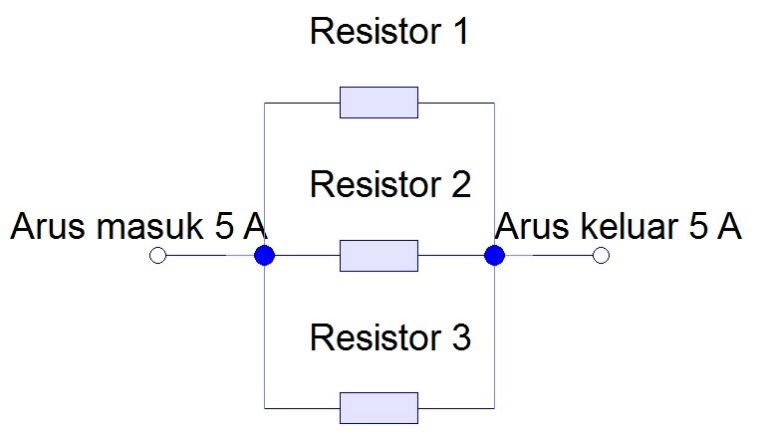 Resistor 1
Resistor 2
Arus masuk 5 A
Arus keluar 5 A
Resistor 3